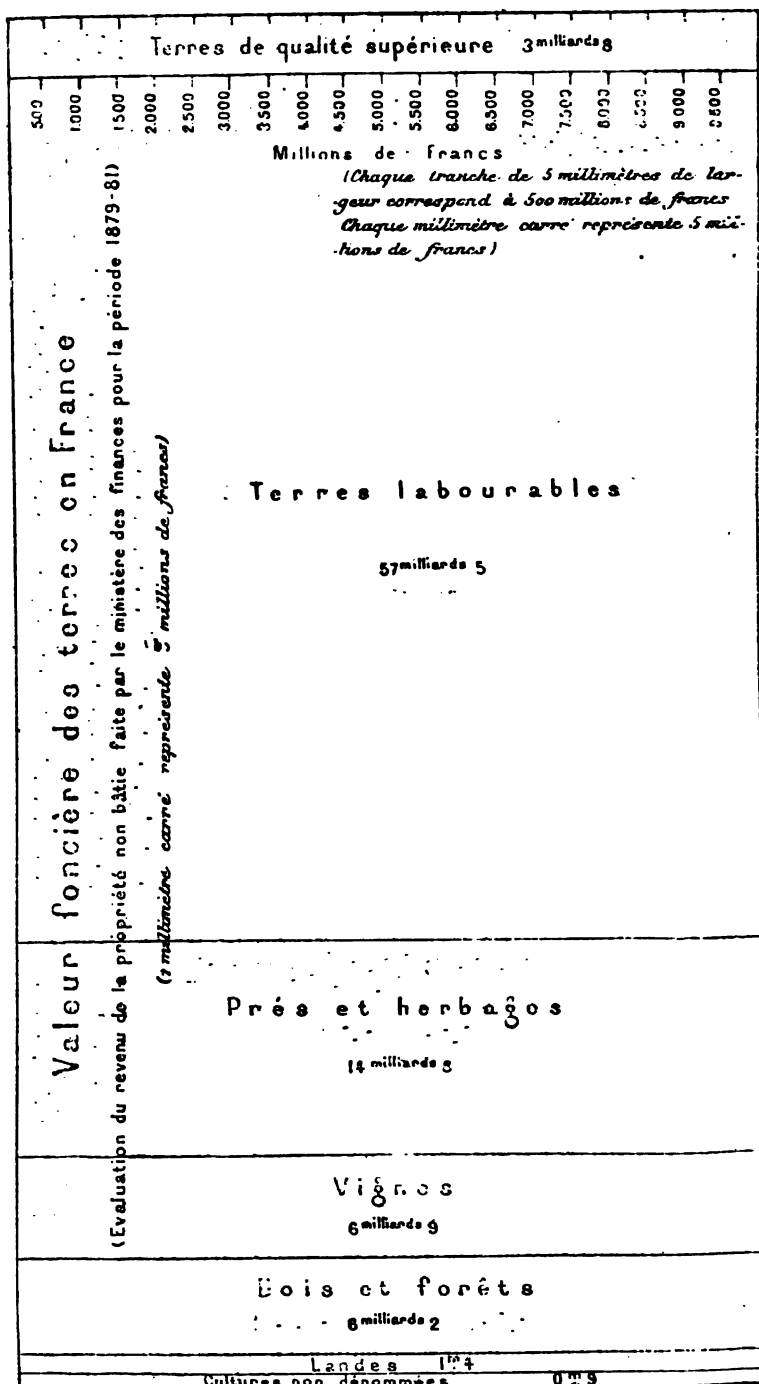 Terres de qualité supérieure 3 milliards 8
500 1.000 1500 2.000 2.500 3.000 3.500 4.000 4.500 5.000 5.500 6.000 6.500 7.000 7.500 8.000 8.500 9.000 9.500
Millions de francs
(Chaque tranche de 5 millimètres de lar-
geur correspond à 500 millions de francs
Chaque millimètre carré représente 5 mil-
lions de francs)
Valeur foncière des terres en France
(Evaluation du revenu de la propriété non bâtie faite par le ministère des finances pour la période 1879-81)
(1 millimètre carré représente 5 millions de francs)
Terres labourables
57 milliards 5
Prés et herbages
14 milliards
Vignes
6 milliards 9
Bois et forêts
6 milliards 2
Landes 1 m 4
Cultures non dénommées 0 m 9